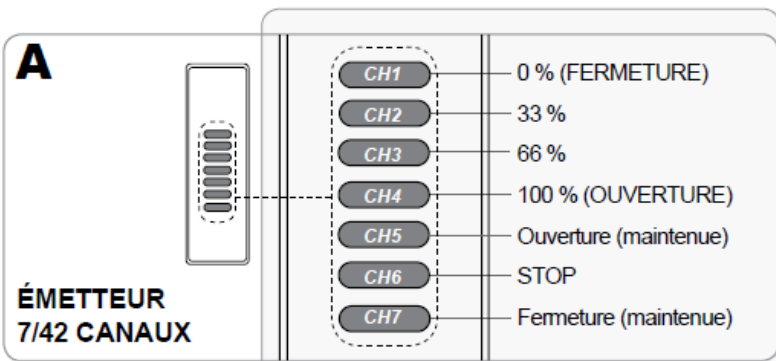 A
CH1 0 % (FERMETURE)
CH2 33 %
CH3 66 %
CH4 100 % (OUVERTURE)
CH5 Ouverture (maintenue)
CH6 STOP
CH7 Fermeture (maintenue)
ÉMETTEUR
7/42 CANAUX